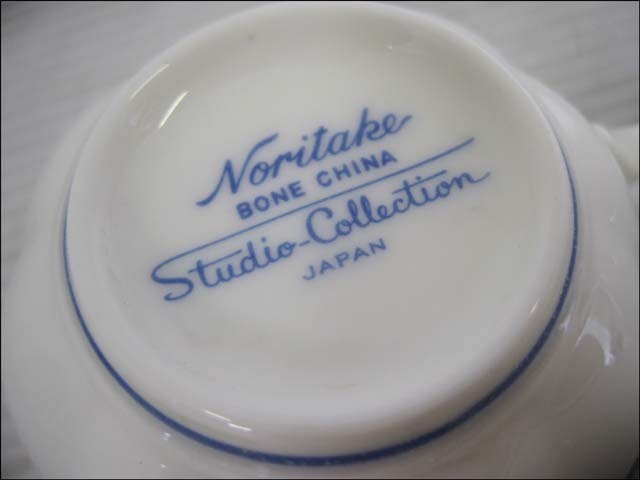 Noritake
BONE CHINA
Studio-Collection
JAPAN